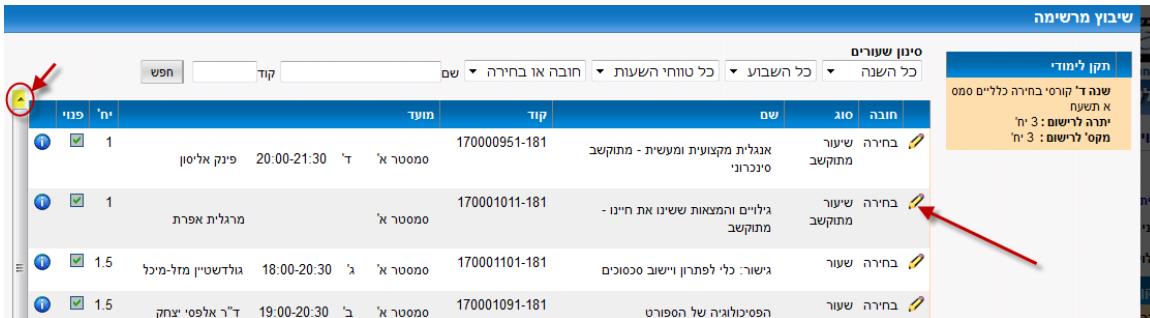 שיבוץ מרשימה
תקן לימודי
שנה ד' קורסי בחירה כלליים סמס
א תשעח
יתרה לרישום : 3 יח'
מקס' לרישום : 3 יח'
סינון שעורים
כל השנה כל השבוע כל טווחי השעות חובה או בחירה שם קוד חפש
חובה סוג שם קוד מועד יח' פנוי
בחירה שיעור מתוקשב אנגלית מקצועית ומעשית - מתוקשב סינכרוני 170000951-181 סמסטר א' ד' 20:00-21:30 פינק אליסון 1
בחירה שיעור מתוקשב גילויים והמצאות ששינו את חיינו - מתוקשב 170001011-181 סמסטר א' מרגלית אפרת 1
בחירה שעור גישור: כלי לפתרון ויישוב סכסוכים 170001101-181 סמסטר א' ג' 18:00-20:30 גולדשטיין מזל-מיכל 1.5
בחירה שעור הפסיכולוגיה של הספורט 170001091-181 סמסטר א' ב' 19:00-20:30 ד"ר אלפסי יצחק 1.5